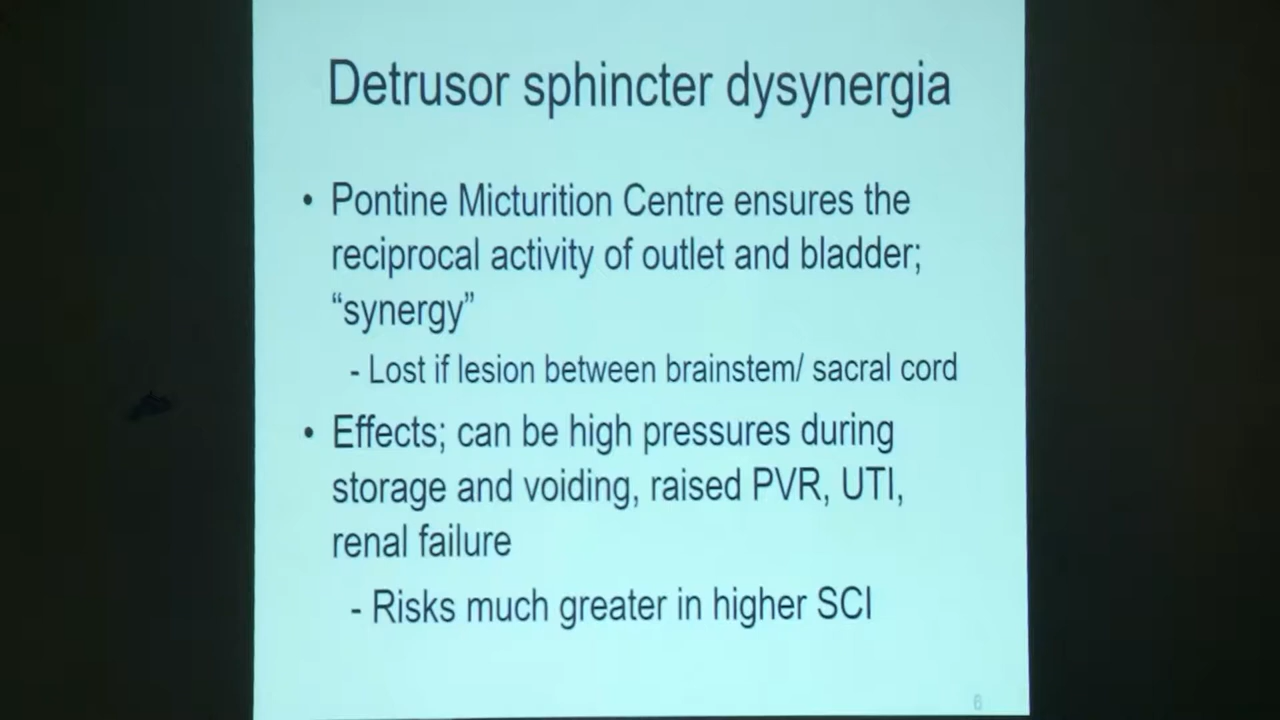 Detrusor sphincter dysynergia
• Pontine Micturition Centre ensures the
reciprocal activity of outlet and bladder;
“synergy”
- Lost if lesion between brainstem/ sacral cord
• Effects; can be high pressures during
storage and voiding, raised PVR, UTI,
renal failure
- Risks much greater in higher SCI
6